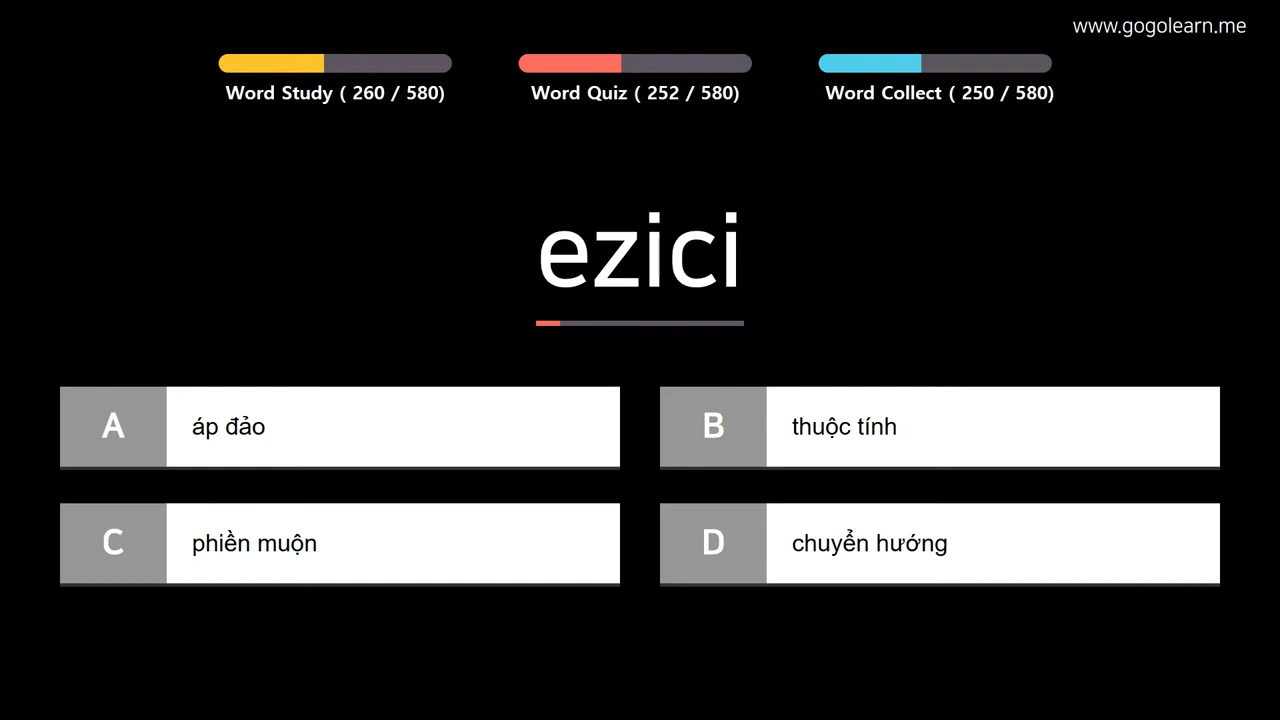 www.gogolearn.me
Word Study ( 260 / 580)
Word Quiz ( 252 / 580)
Word Collect ( 250 / 580)
ezici
A
áp đảo
B
thuộc tính
C
phiền muộn
D
chuyển hướng